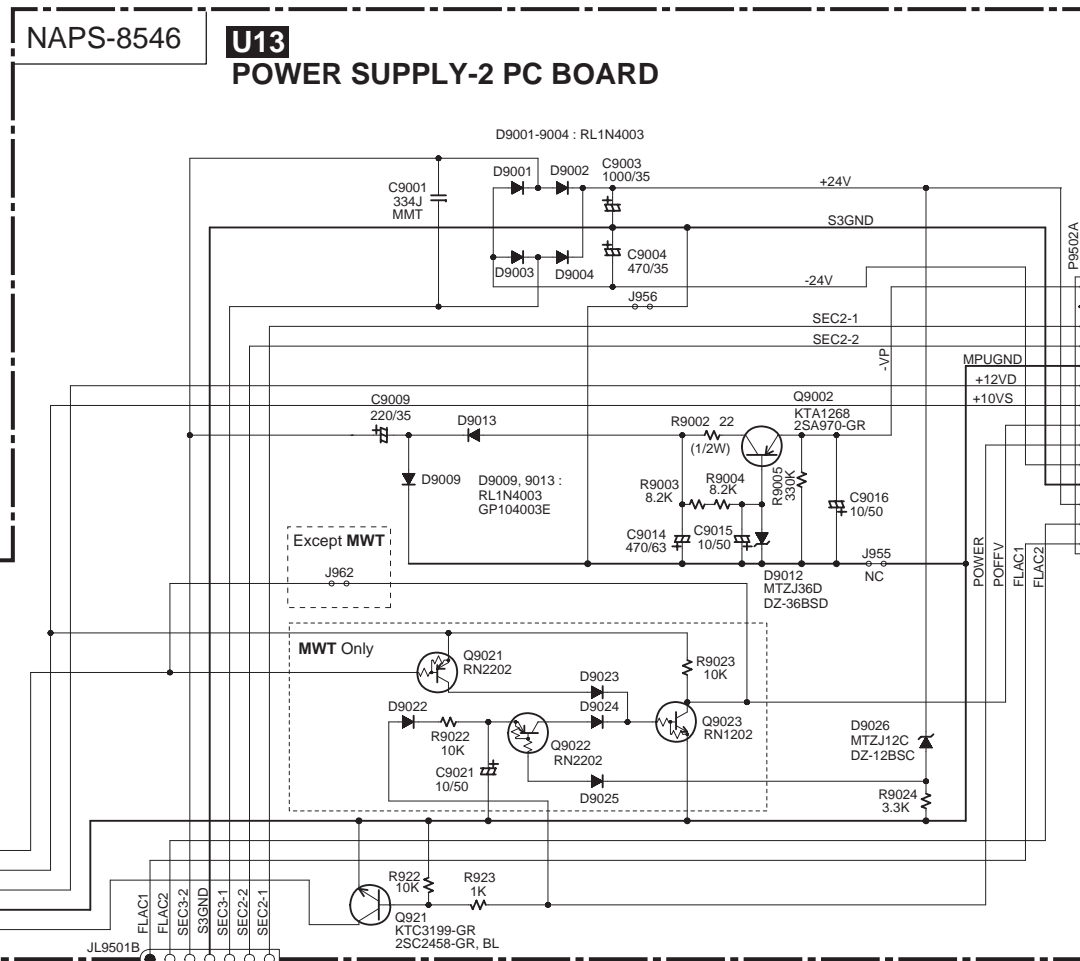 NAPS-8546
U13
POWER SUPPLY-2 PC BOARD
D9001-9004 : RL1N4003
D9001
D9002
C9003
1000/35
C9001
334J
MMT
+24V
S3GND
D9003
D9004
C9004
470/35
-24V
J956
SEC2-1
SEC2-2
-VP
P9502A
MPUGND
+12VD
+10VS
C9009
220/35
D9013
R9002 22
(1/2W)
Q9002
KTA1268
2SA970-GR
D9009
D9009, 9013 :
RL1N4003
GP104003E
R9003
8.2K
R9004
8.2K
R9005
330K
C9016
10/50
C9014
470/63
C9015
10/50
D9012
MTZJ36D
DZ-36BSD
J955
NC
POWER
POFFV
FLAC1
FLAC2
Except MWT
J962
MWT Only
Q9021
RN2202
D9023
R9023
10K
D9022
D9024
R9022
10K
Q9022
RN2202
Q9023
RN1202
C9021
10/50
D9025
D9026
MTZJ12C
DZ-12BSC
R9024
3.3K
R922
10K
R923
1K
Q921
KTC3199-GR
2SC2458-GR, BL
FLAC1
FLAC2
SEC3-2
S3GND
SEC3-1
SEC2-2
SEC2-1
JL9501B